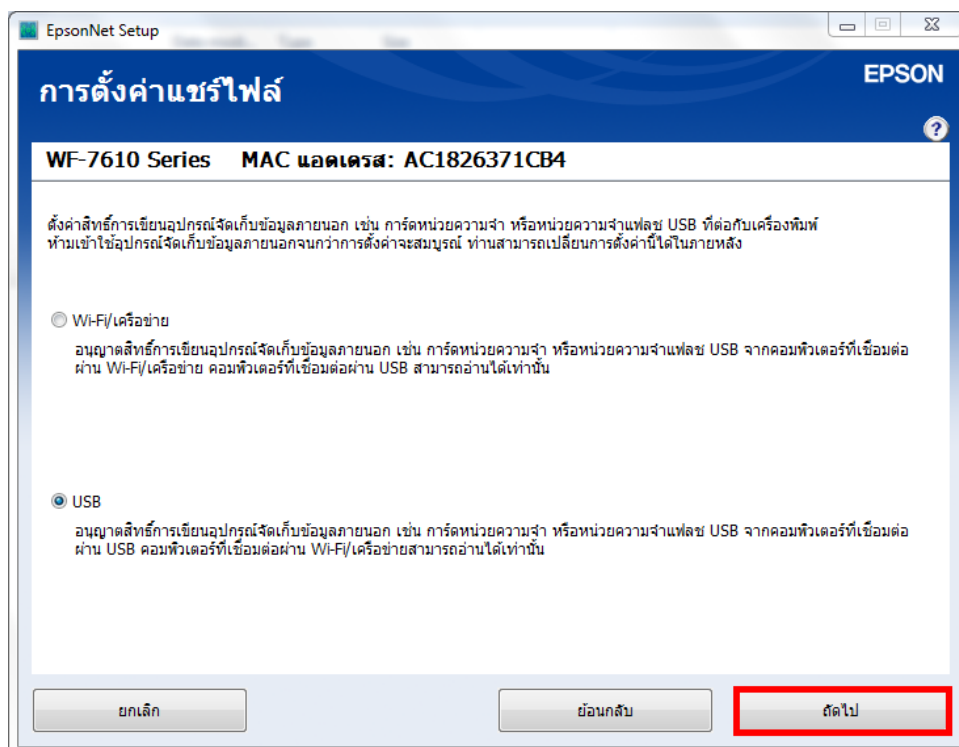 EpsonNet Setup
EPSON
การตั้งค่าแชร์ไฟล์
?
WF-7610 Series MAC แอดเดรส: AC1826371CB4
ตั้งค่าสิทธิ์การเขียนอุปกรณ์จัดเก็บข้อมูลภายนอก เช่น การ์ดหน่วยความจำ หรือหน่วยความจำแฟลช USB ที่ต่อกับเครื่องพิมพ์
ห้ามเข้าใช้อุปกรณ์จัดเก็บข้อมูลภายนอกจนกว่าการตั้งค่าจะสมบูรณ์ ท่านสามารถเปลี่ยนการตั้งค่านี้ได้ในภายหลัง
Wi-Fi/เครือข่าย
อนุญาตสิทธิ์การเขียนอุปกรณ์จัดเก็บข้อมูลภายนอก เช่น การ์ดหน่วยความจำ หรือหน่วยความจำแฟลช USB จากคอมพิวเตอร์ที่เชื่อมต่อ
ผ่าน Wi-Fi/เครือข่าย คอมพิวเตอร์ที่เชื่อมต่อผ่าน USB สามารถอ่านได้เท่านั้น
USB
อนุญาตสิทธิ์การเขียนอุปกรณ์จัดเก็บข้อมูลภายนอก เช่น การ์ดหน่วยความจำ หรือหน่วยความจำแฟลช USB จากคอมพิวเตอร์ที่เชื่อมต่อ
ผ่าน USB คอมพิวเตอร์ที่เชื่อมต่อผ่าน Wi-Fi/เครือข่ายสามารถอ่านได้เท่านั้น
ยกเลิก
ย้อนกลับ
ถัดไป